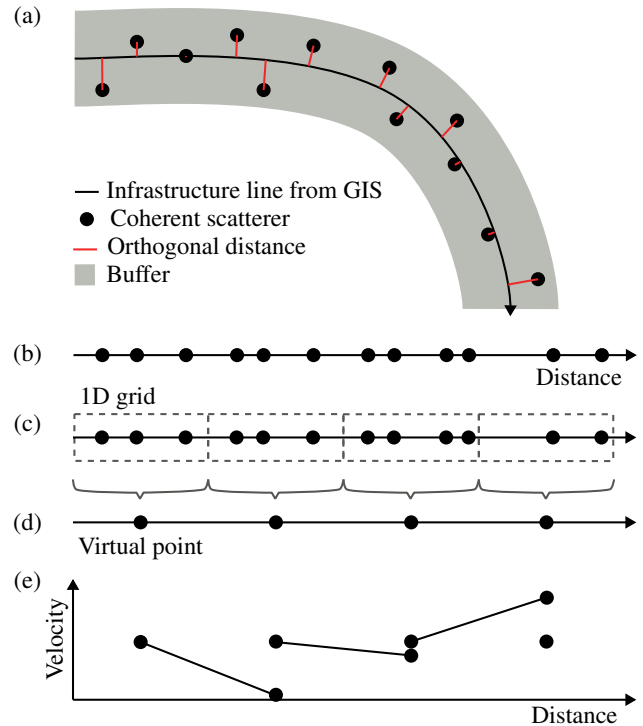 (a)
Infrastructure line from GIS
Coherent scatterer
Orthogonal distance
Buffer
(b)
Distance
1D grid
(c)
(d)
Virtual point
(e)
Velocity
Distance